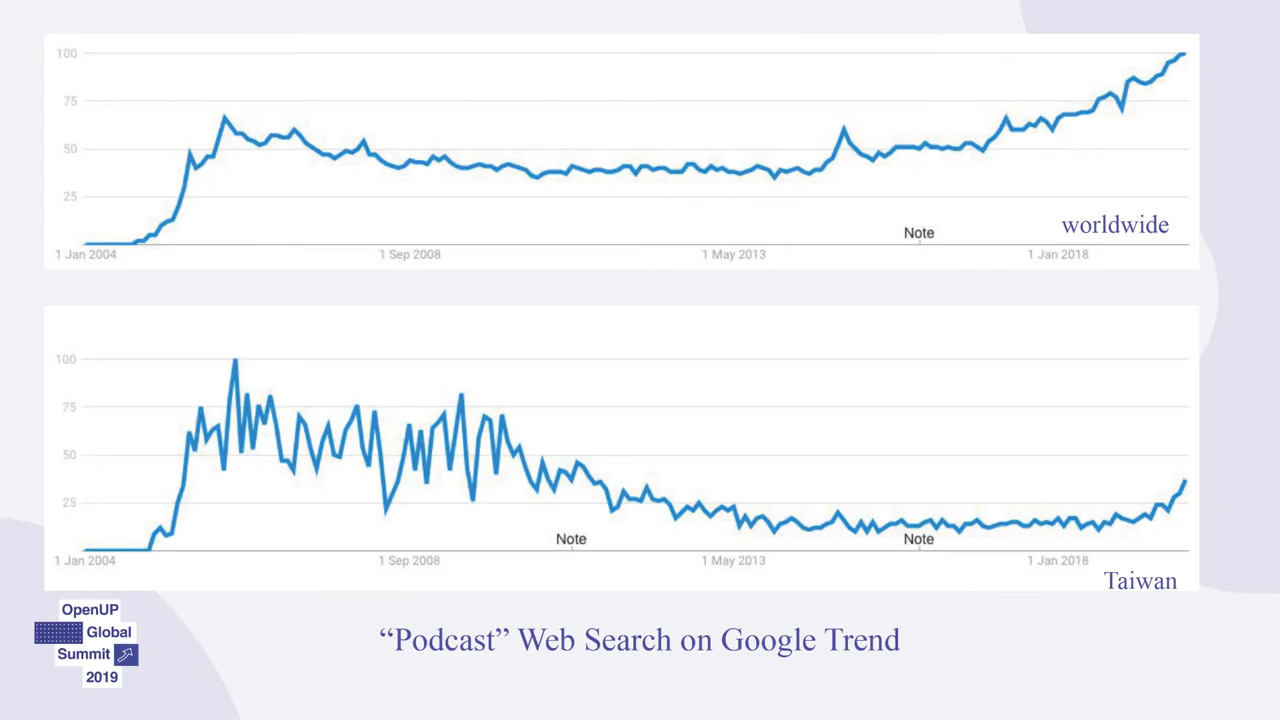 100
75
50
25
Note
worldwide
1 Jan 2004
1 Sep 2008
1 May 2013
1 Jan 2018
100
75
50
25
Note
Note
1 Jan 2004
1 Sep 2008
1 May 2013
1 Jan 2018
Taiwan
OpenUP
Global
Summit
2019
“Podcast” Web Search on Google Trend